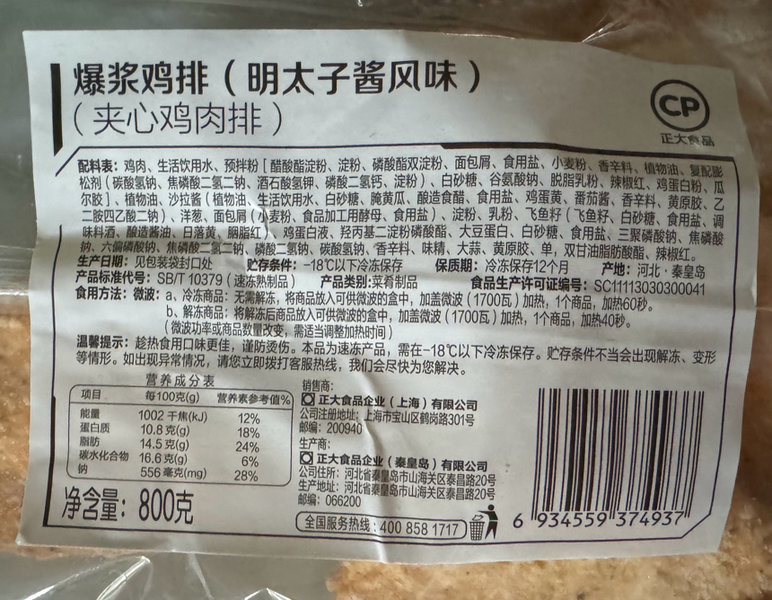 爆浆鸡排（明太子酱风味）
（夹心鸡肉排）
CP
正大食品
配料表：鸡肉、生活饮用水、预拌粉［醋酸酯淀粉、淀粉、磷酸酯双淀粉、面包屑、食用盐、小麦粉、香辛料、植物油、复配膨
松剂（碳酸氢钠、焦磷酸二氢二钠、酒石酸氢钾、磷酸二氢钙、淀粉）、白砂糖、谷氨酸钠、脱脂乳粉、辣椒红、鸡蛋白粉、瓜
尔胶］、植物油、沙拉酱（植物油、生活饮用水、白砂糖、腌黄瓜、酿造食醋、食用盐、鸡蛋黄、番茄酱、香辛料、黄原胶、乙
二胺四乙酸二钠）、洋葱、面包屑（小麦粉、食品加工用酵母、食用盐）、淀粉、乳粉、飞鱼籽（飞鱼籽、白砂糖、食用盐、调
味料酒、酿造酱油、日落黄、胭脂红）、鸡蛋白液、羟丙基二淀粉磷酸酯、大豆蛋白、白砂糖、食用盐、三聚磷酸钠、焦磷酸
钠、六偏磷酸钠、焦磷酸二氢二钠、磷酸二氢钠、碳酸氢钠、香辛料、味精、大蒜、黄原胶、单，双甘油脂肪酸酯、辣椒红。
生产日期：见包装袋封口处 贮存条件：-18℃以下冷冻保存 保质期：冷冻保存12个月 产地：河北·秦皇岛
产品标准代号：SB/T 10379（速冻熟制品） 产品类别：菜肴制品 食品生产许可证编号：SC11113030300041
食用方法：微波：a、冷冻商品：无需解冻，将商品放入可供微波的盒中，加盖微波（1700瓦）加热，1个商品，加热60秒。
b、解冻商品：将解冻后商品放入可供微波的盒中，加盖微波（1700瓦）加热，1个商品，加热40秒。
（微波功率或商品数量改变，需适当调整加热时间）
温馨提示：趁热食用口味更佳，谨防烫伤。本品为速冻产品，需在-18℃以下冷冻保存。贮存条件不当会出现解冻、变形
等情形。如出现异常情况，请您立即拨打客服热线，我们会尽快为您解决。
营养成分表
项目 每100克(g) 营养素参考值%
能量 1002 千焦(kJ) 12%
蛋白质 10.8 克(g) 18%
脂肪 14.5 克(g) 24%
碳水化合物 16.6 克(g) 6%
钠 556 毫克(mg) 28%
净含量：800克
销售商：
正大食品企业（上海）有限公司
公司注册地址：上海市宝山区鹤岗路301号
邮编：200940
生产商：
正大食品企业（秦皇岛）有限公司
公司住所：河北省秦皇岛市山海关区泰昌路20号
生产地址：河北省秦皇岛市山海关区泰昌路20号
邮编：066200
全国服务热线：400 858 1717
6 934559 374937